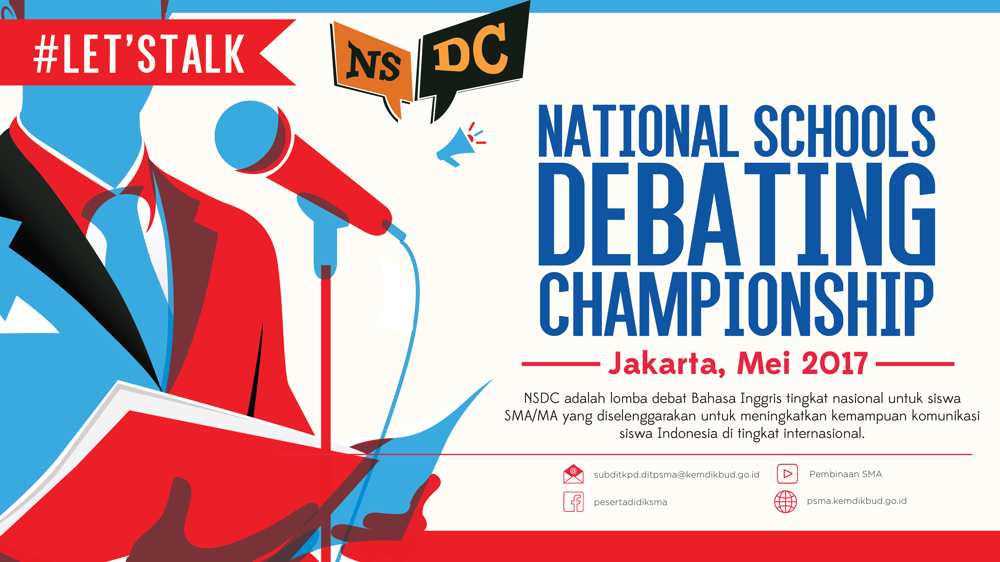 #LET'STALK
NS DC
NATIONAL SCHOOLS
DEBATING
CHAMPIONSHIP
Jakarta, Mei 2017
NSDC adalah lomba debat Bahasa Inggris tingkat nasional untuk siswa
SMA/MA yang diselenggarakan untuk meningkatkan kemampuan komunikasi
siswa Indonesia di tingkat internasional.
subditkpd.ditpsma@kemdikbud.go.id
Pembinaan SMA
pesertadidiksma
psma.kemdikbud.go.id